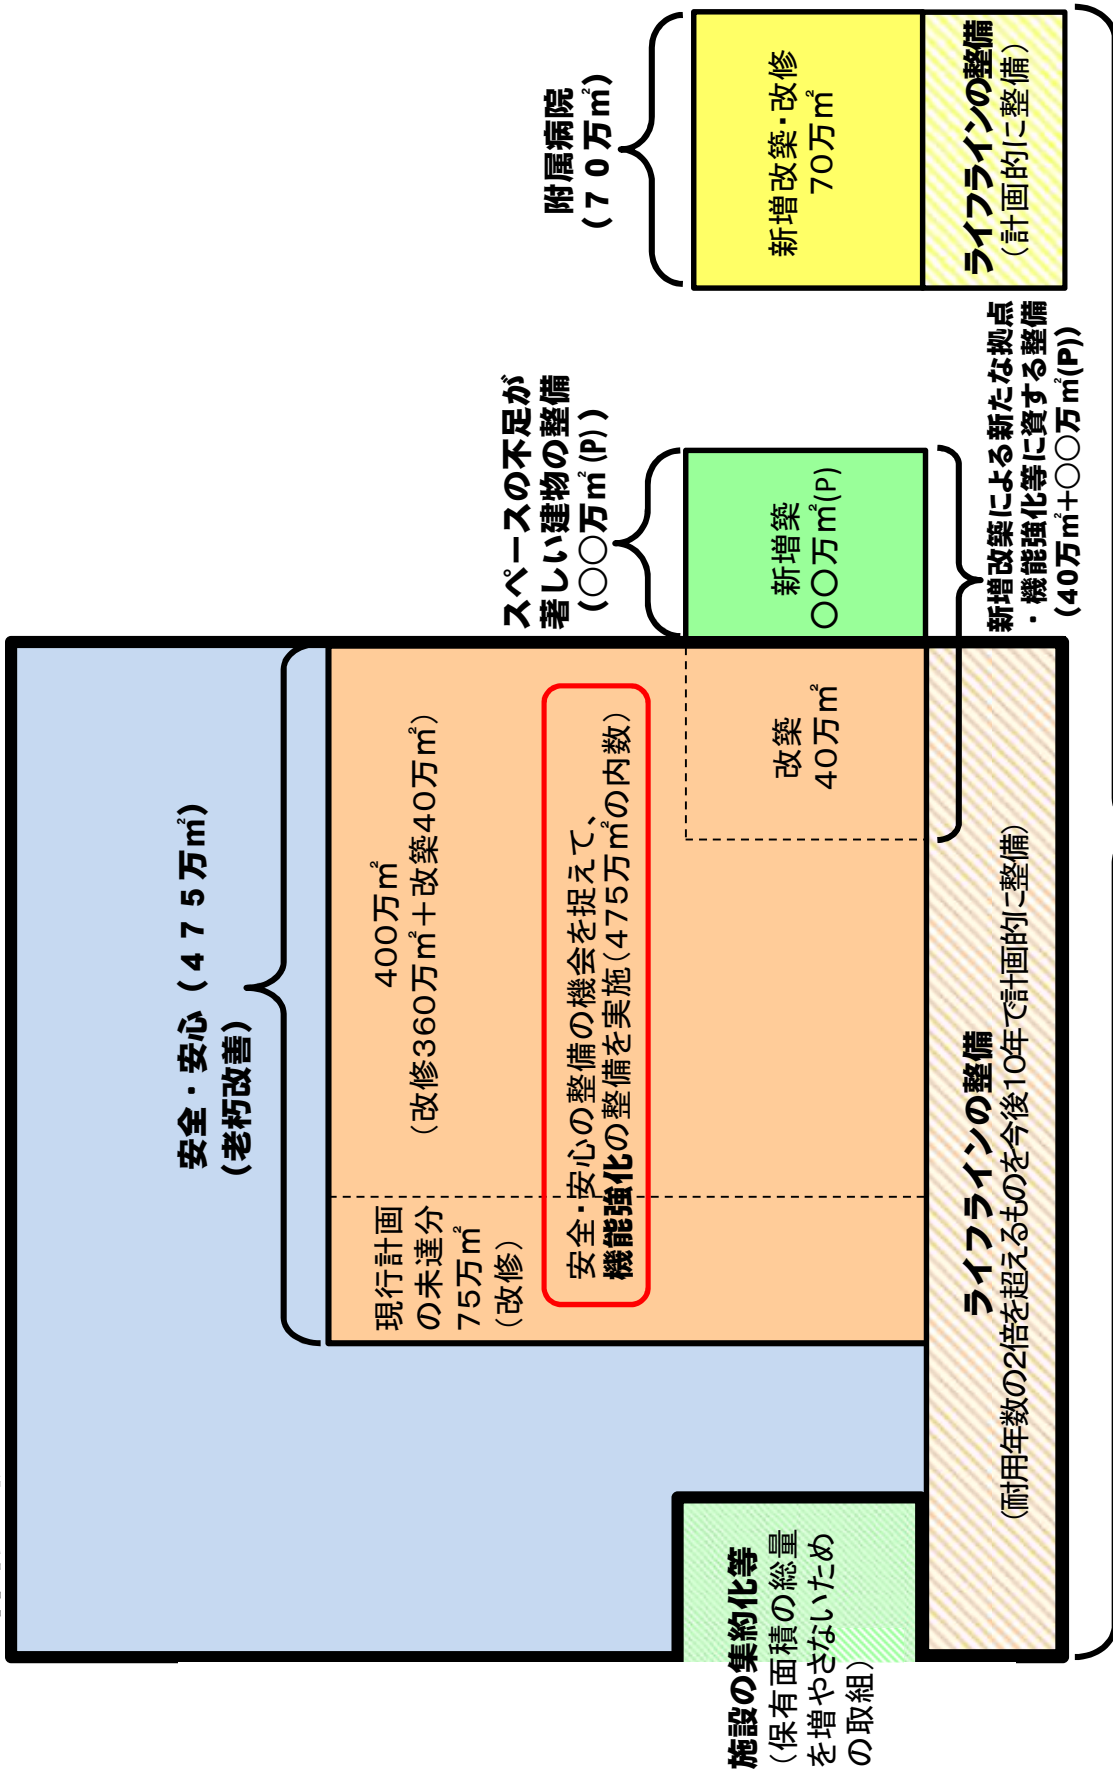 安全・安心（４７５万㎡）
（老朽改善）
400万㎡
（改修360万㎡＋改築40万㎡）
現行計画
の未達分
75万㎡
（改修）
安全・安心の整備の機会を捉えて、
機能強化の整備を実施（475万㎡の内数）
改築
40万㎡
スペースの不足が
著しい建物の整備
（○○万㎡(P)）
新増築
○○万㎡(P)
新増改築による新たな拠点
・機能強化等に資する整備
（40万㎡＋○○万㎡(P)）
附属病院
（７０万㎡）
新増改築・改修
70万㎡
ライフラインの整備
（計画的に整備）
施設の集約化等
（保有面積の総量
を増やさないため
の取組）
ライフラインの整備
（耐用年数の2倍を超えるものを今後10年で計画的に整備）